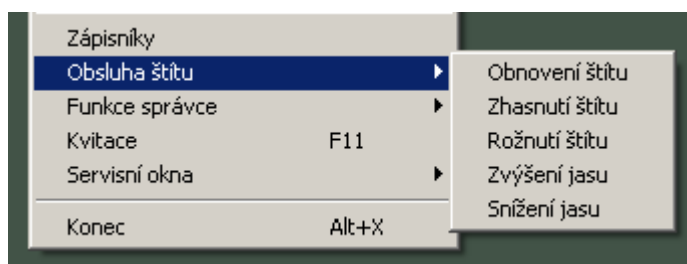 Zápisníky
Obsluha štítu
Funkce správce
Kvitace F11
Servisní okna
Konec Alt+X
Obnovení štítu
Zhasnutí štítu
Rožnutí štítu
Zvýšení jasu
Snížení jasu